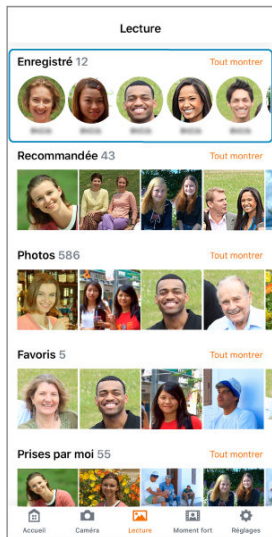 Lecture
Enregistré 12 Tout montrer
Recommandée 43 Tout montrer
Photos 586 Tout montrer
Favoris 5 Tout montrer
Prises par moi 55 Tout montrer
Accueil Caméra Lecture Moment fort Réglages